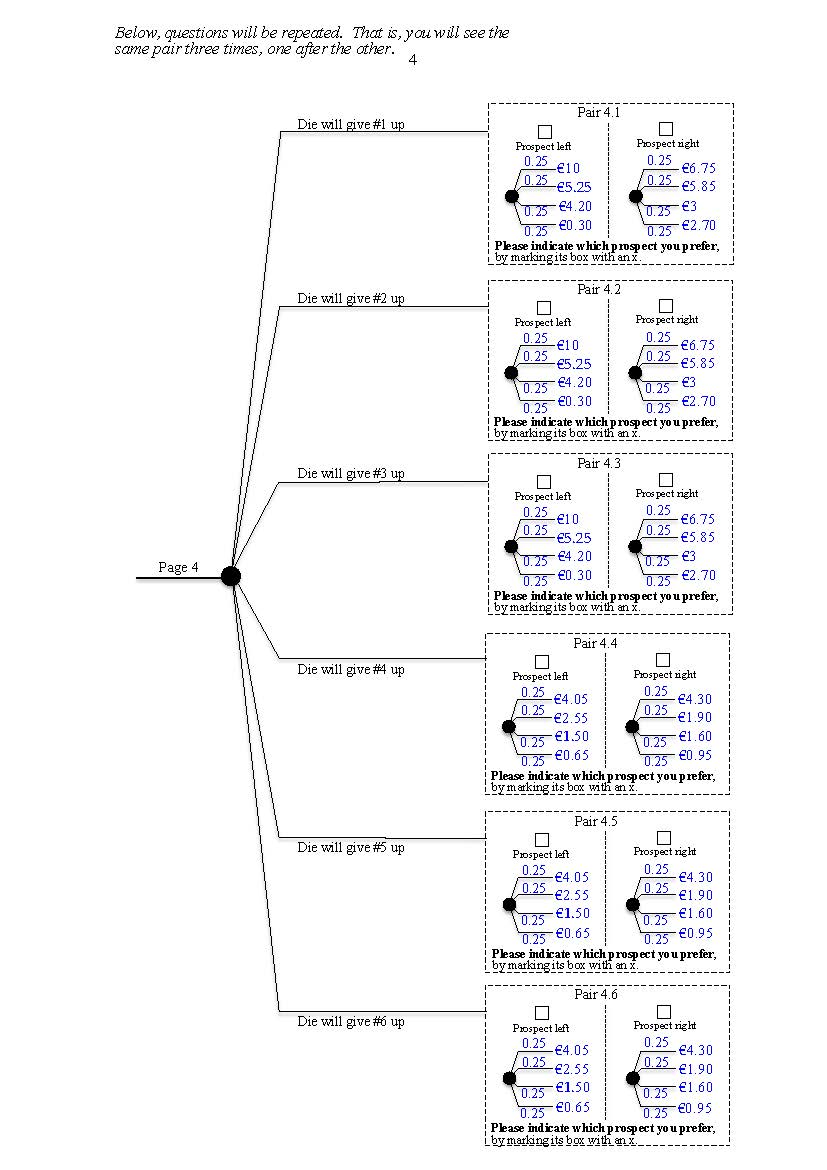 Below, questions will be repeated.  That is, you will see the
same pair three times, one after the other.
4
Die will give #1 up
Pair 4.1
Prospect left
Prospect right
0.25 €10
0.25 €5.25
0.25 €4.20
0.25 €0.30
0.25 €6.75
0.25 €5.85
0.25 €3
0.25 €2.70
Please indicate which prospect you prefer,
by marking its box with an x.
Die will give #2 up
Pair 4.2
Prospect left
Prospect right
0.25 €10
0.25 €5.25
0.25 €4.20
0.25 €0.30
0.25 €6.75
0.25 €5.85
0.25 €3
0.25 €2.70
Please indicate which prospect you prefer,
by marking its box with an x.
Die will give #3 up
Pair 4.3
Prospect left
Prospect right
0.25 €10
0.25 €5.25
0.25 €4.20
0.25 €0.30
0.25 €6.75
0.25 €5.85
0.25 €3
0.25 €2.70
Please indicate which prospect you prefer,
by marking its box with an x.
Page 4
Die will give #4 up
Pair 4.4
Prospect left
Prospect right
0.25 €4.05
0.25 €2.55
0.25 €1.50
0.25 €0.65
0.25 €4.30
0.25 €1.90
0.25 €1.60
0.25 €0.95
Please indicate which prospect you prefer,
by marking its box with an x.
Die will give #5 up
Pair 4.5
Prospect left
Prospect right
0.25 €4.05
0.25 €2.55
0.25 €1.50
0.25 €0.65
0.25 €4.30
0.25 €1.90
0.25 €1.60
0.25 €0.95
Please indicate which prospect you prefer,
by marking its box with an x.
Die will give #6 up
Pair 4.6
Prospect left
Prospect right
0.25 €4.05
0.25 €2.55
0.25 €1.50
0.25 €0.65
0.25 €4.30
0.25 €1.90
0.25 €1.60
0.25 €0.95
Please indicate which prospect you prefer,
by marking its box with an x.